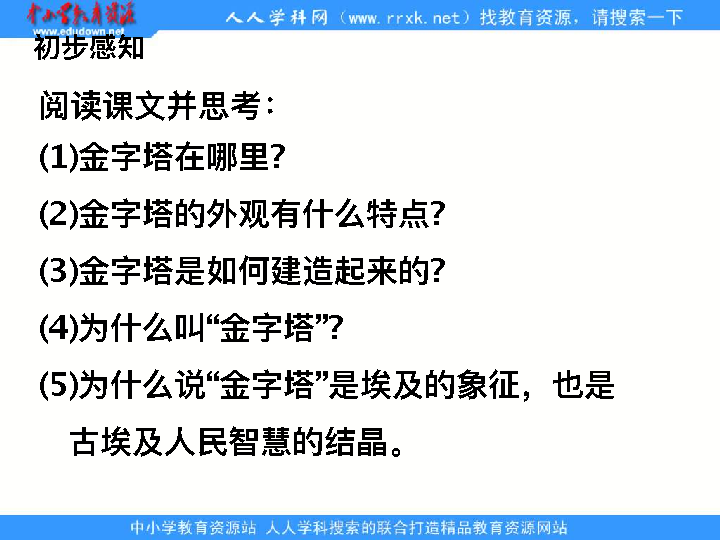 中小学教育资源
www.edudown.net
人人学科网（www.rrxk.net）找教育资源，请搜索一下
初步感知
阅读课文并思考：
(1)金字塔在哪里?
(2)金字塔的外观有什么特点?
(3)金字塔是如何建造起来的?
(4)为什么叫“金字塔”?
(5)为什么说“金字塔”是埃及的象征，也是
古埃及人民智慧的结晶。
中小学教育资源站 人人学科搜索的联合打造精品教育资源网站